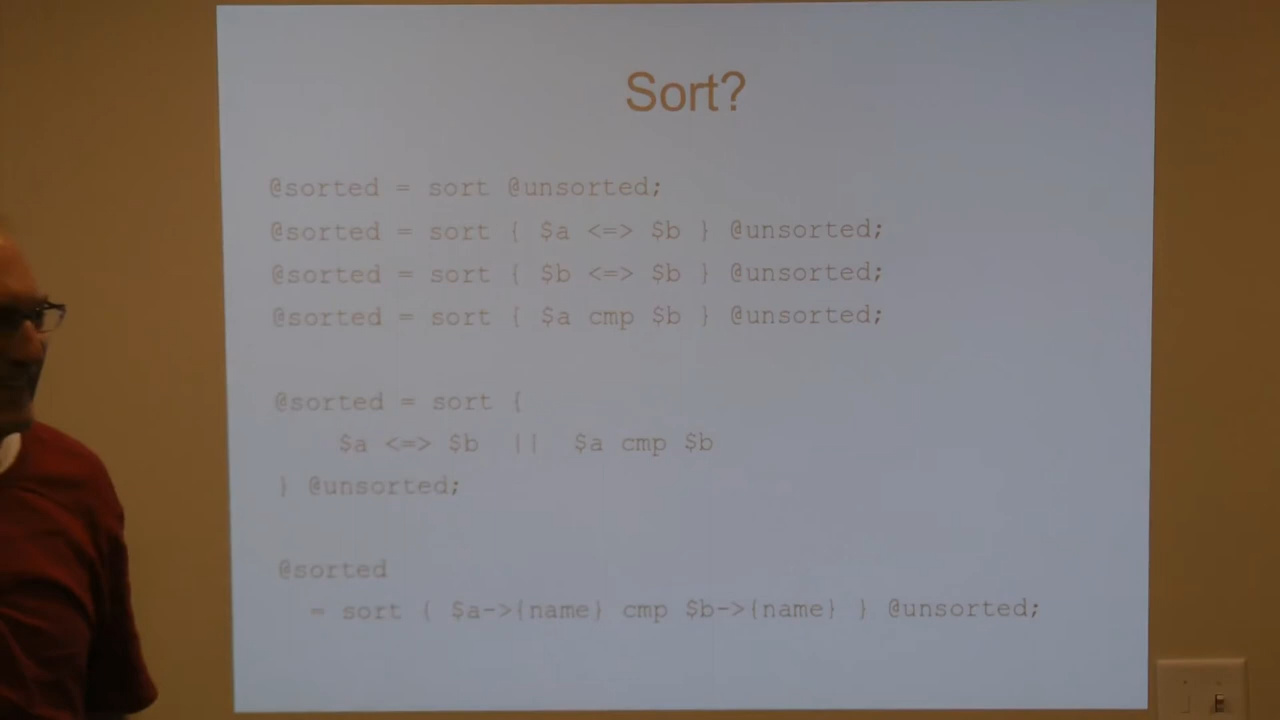 Sort?
@sorted = sort @unsorted;
@sorted = sort { $a <=> $b } @unsorted;
@sorted = sort { $b <=> $b } @unsorted;
@sorted = sort { $a cmp $b } @unsorted;
@sorted = sort {
$a <=> $b || $a cmp $b
} @unsorted;
@sorted
= sort { $a->{name} cmp $b->{name} } @unsorted;